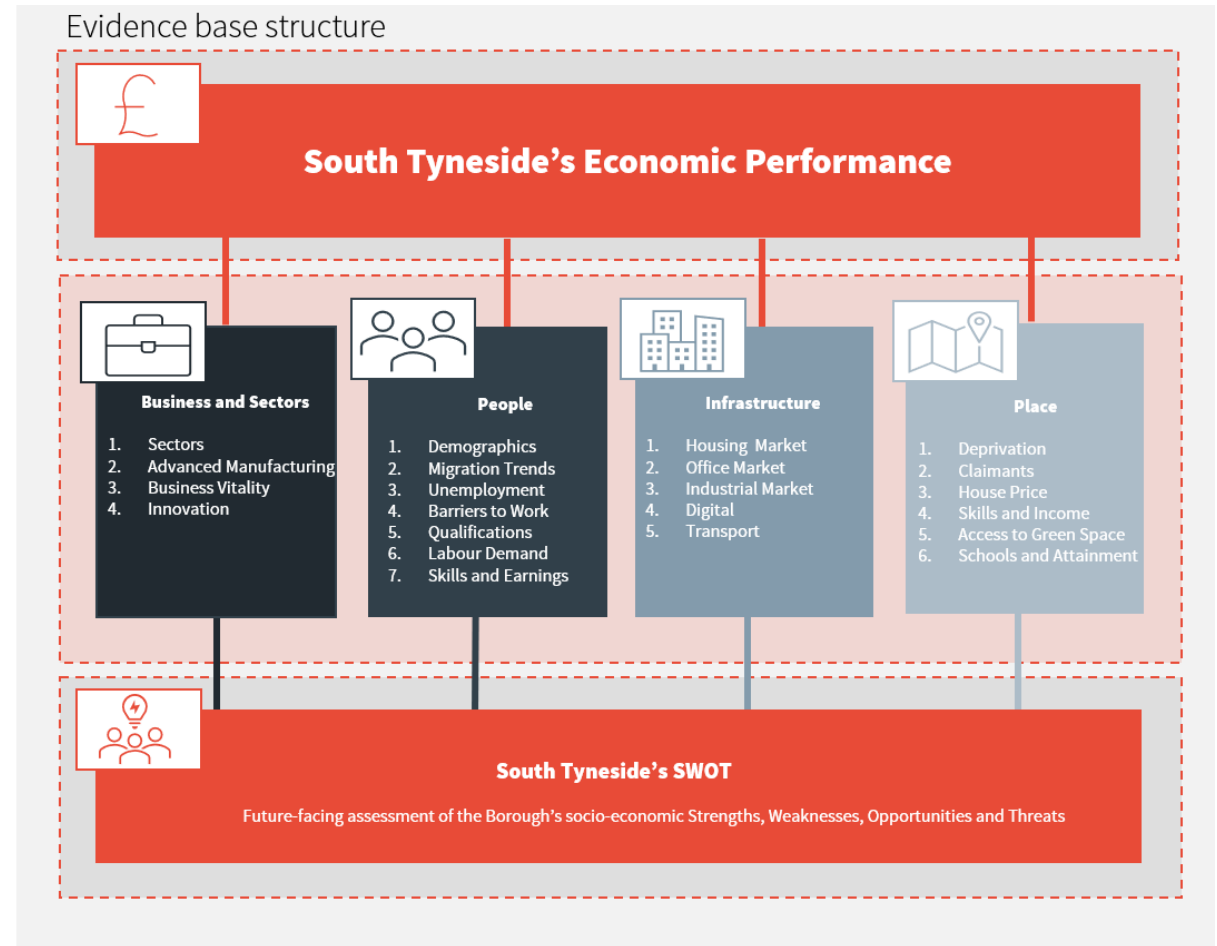 Evidence base structure
£
South Tyneside’s Economic Performance
Business and Sectors
1. Sectors
2. Advanced Manufacturing
3. Business Vitality
4. Innovation
People
1. Demographics
2. Migration Trends
3. Unemployment
4. Barriers to Work
5. Qualifications
6. Labour Demand
7. Skills and Earnings
Infrastructure
1. Housing Market
2. Office Market
3. Industrial Market
4. Digital
5. Transport
Place
1. Deprivation
2. Claimants
3. House Price
4. Skills and Income
5. Access to Green Space
6. Schools and Attainment
South Tyneside’s SWOT
Future-facing assessment of the Borough’s socio-economic Strengths, Weaknesses, Opportunities and Threats